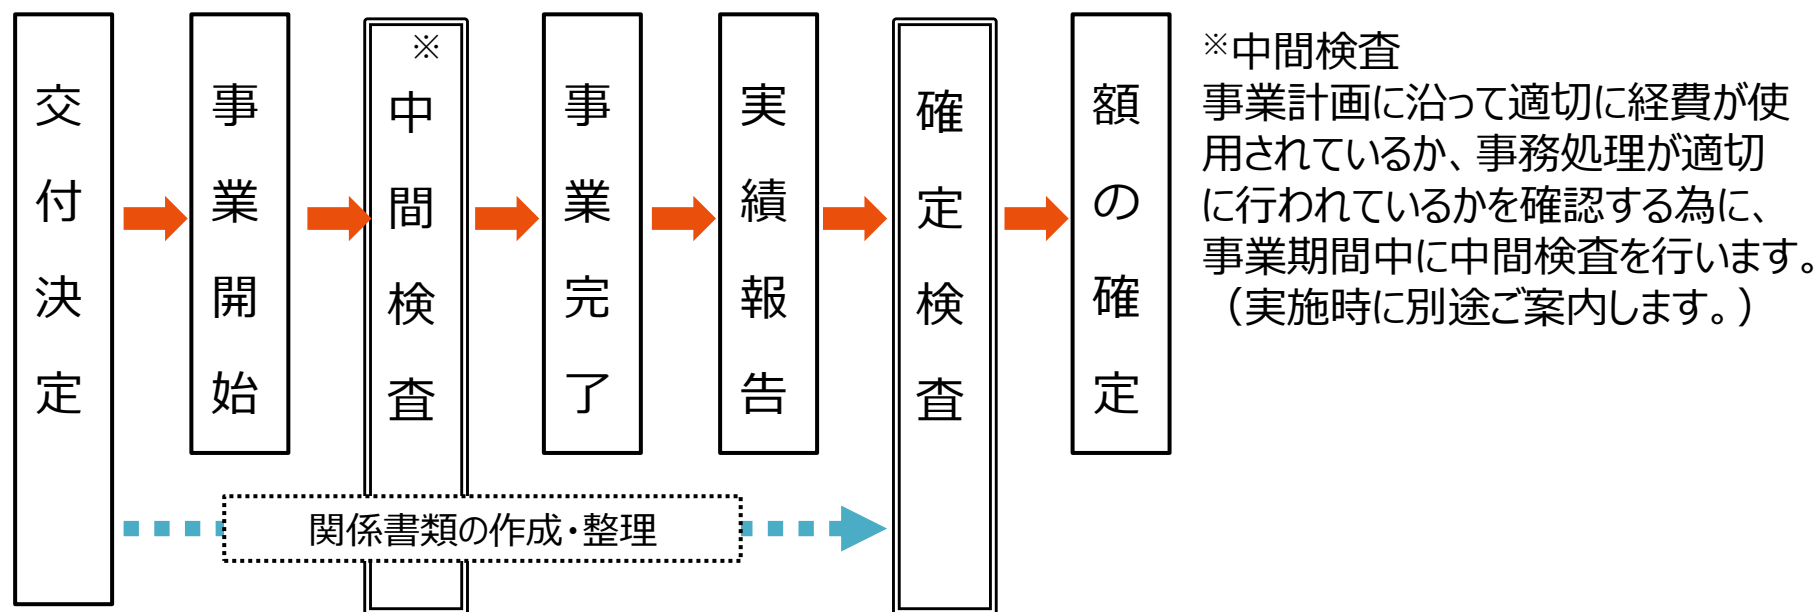 交付決定
事業開始
※
中間検査
事業完了
実績報告
確定検査
額の確定
関係書類の作成・整理
※中間検査
事業計画に沿って適切に経費が使
用されているか、事務処理が適切
に行われているかを確認する為に、
事業期間中に中間検査を行います。
（実施時に別途ご案内します。）